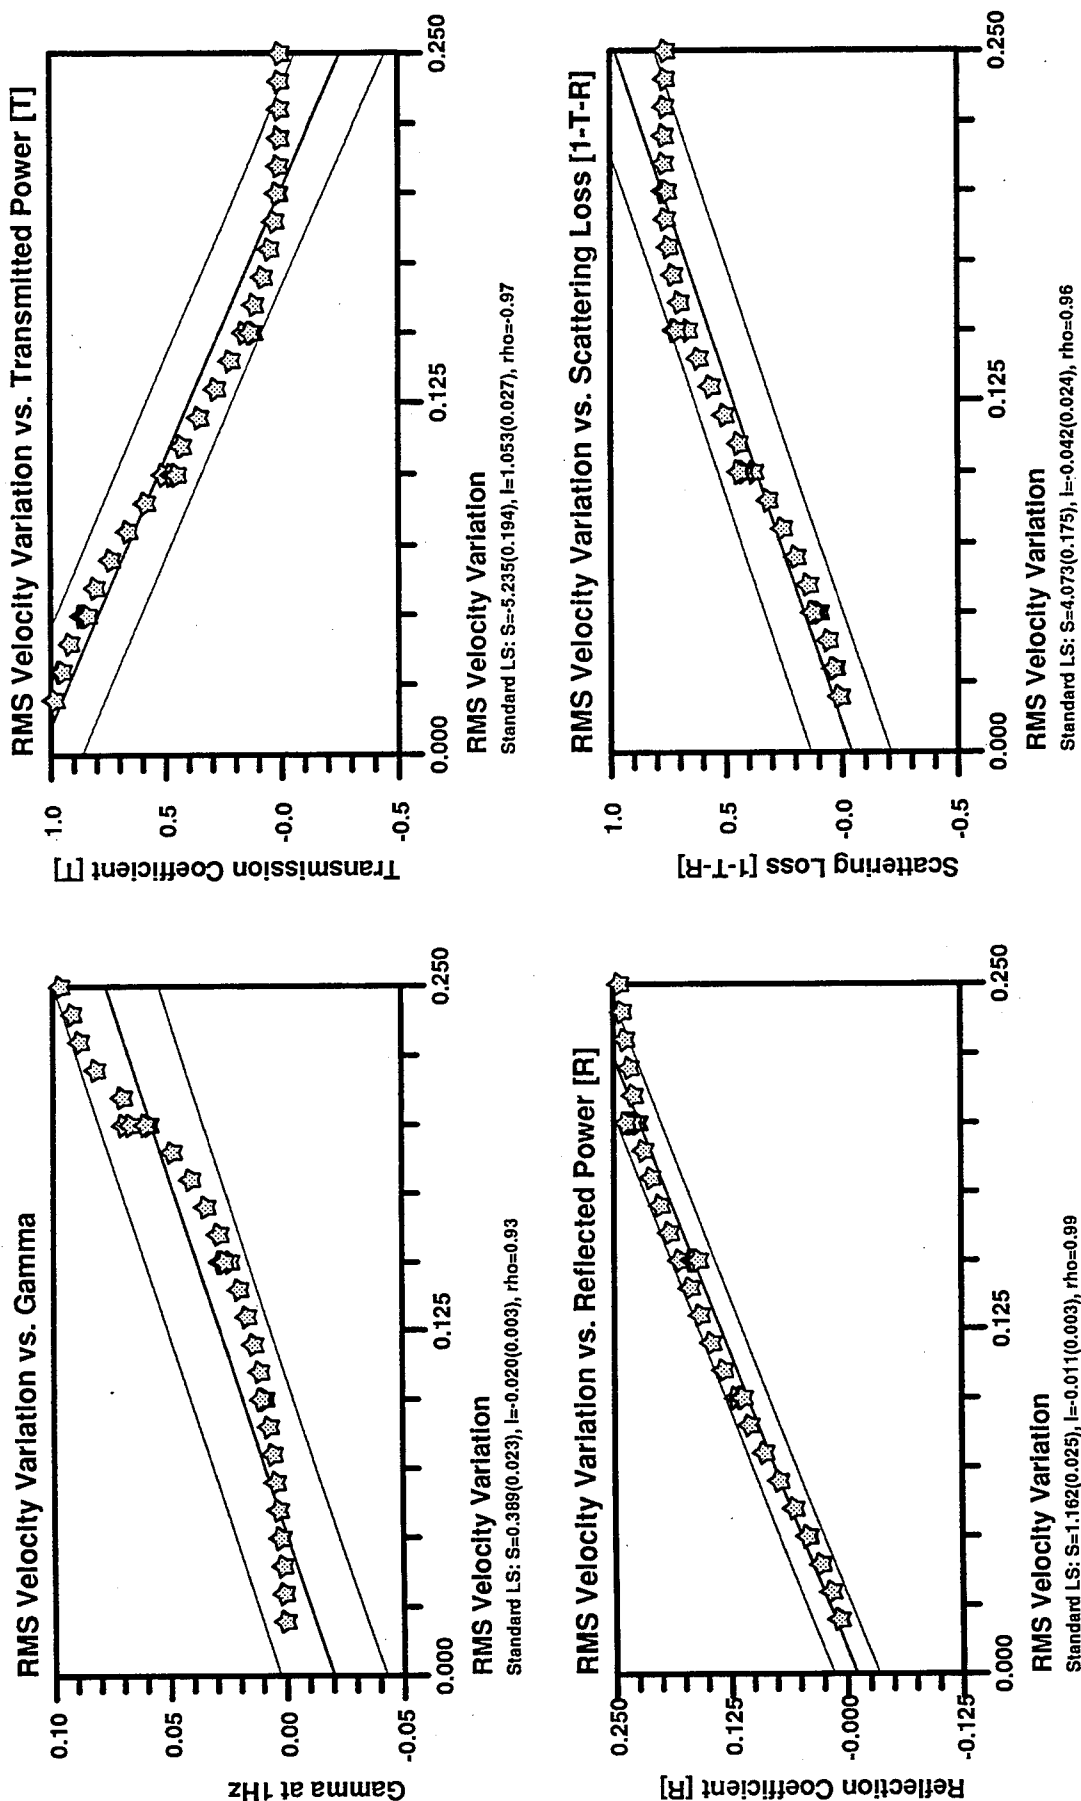 RMS Velocity Variation vs. Gamma
Gamma at 1Hz
0.10
0.05
0.00
-0.05
0.000
0.125
0.250
RMS Velocity Variation
Standard LS: S=0.389(0.023), I=-0.020(0.003), rho=0.93
RMS Velocity Variation vs. Transmitted Power [T]
Transmission Coefficient [T]
1.0
0.5
-0.0
-0.5
0.000
0.125
0.250
RMS Velocity Variation
Standard LS: S=-5.235(0.194), I=1.053(0.027), rho=-0.97
RMS Velocity Variation vs. Reflected Power [R]
Reflection Coefficient [R]
0.250
0.125
-0.000
-0.125
0.000
0.125
0.250
RMS Velocity Variation
Standard LS: S=1.162(0.025), I=-0.011(0.003), rho=0.99
RMS Velocity Variation vs. Scattering Loss [1-T-R]
Scattering Loss [1-T-R]
1.0
0.5
-0.0
-0.5
0.000
0.125
0.250
RMS Velocity Variation
Standard LS: S=4.073(0.175), I=-0.042(0.024), rho=0.96